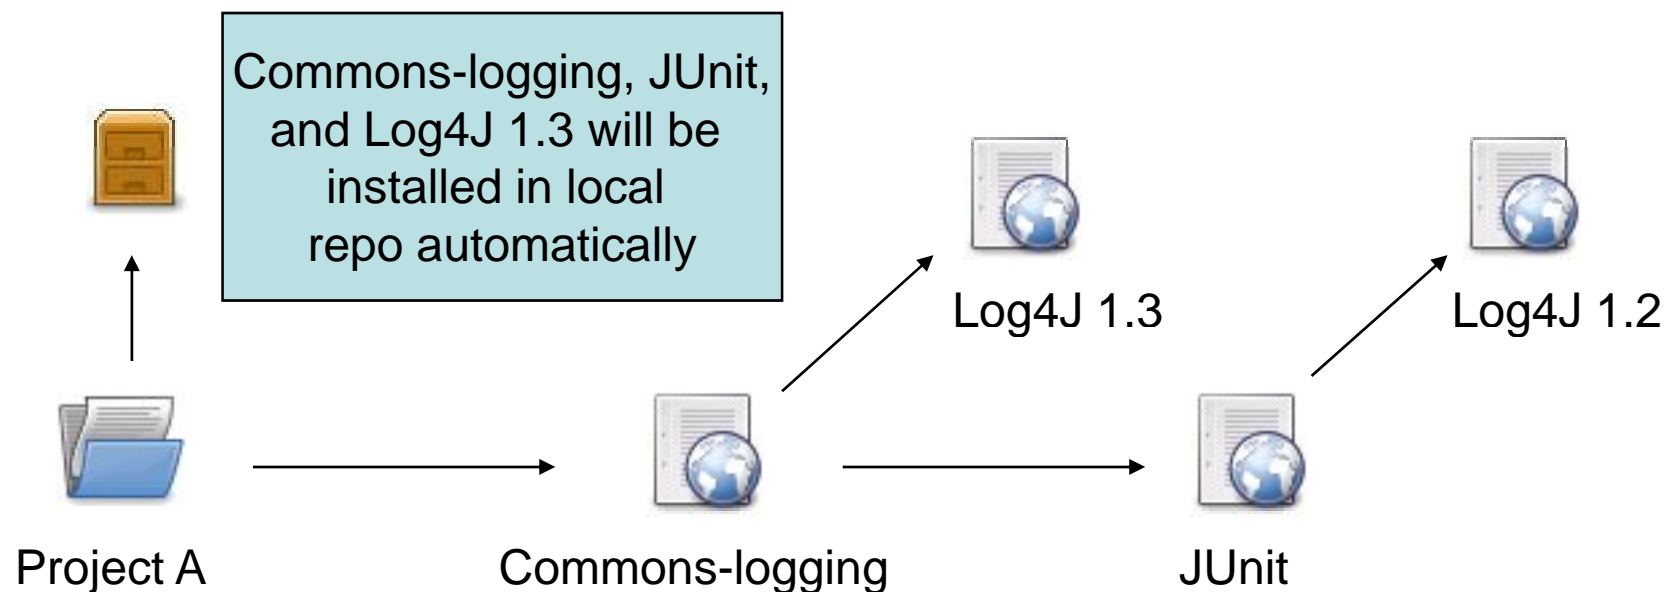 Commons-logging, JUnit,
and Log4J 1.3 will be
installed in local
repo automatically
Log4J 1.3
Log4J 1.2
Project A
Commons-logging
JUnit